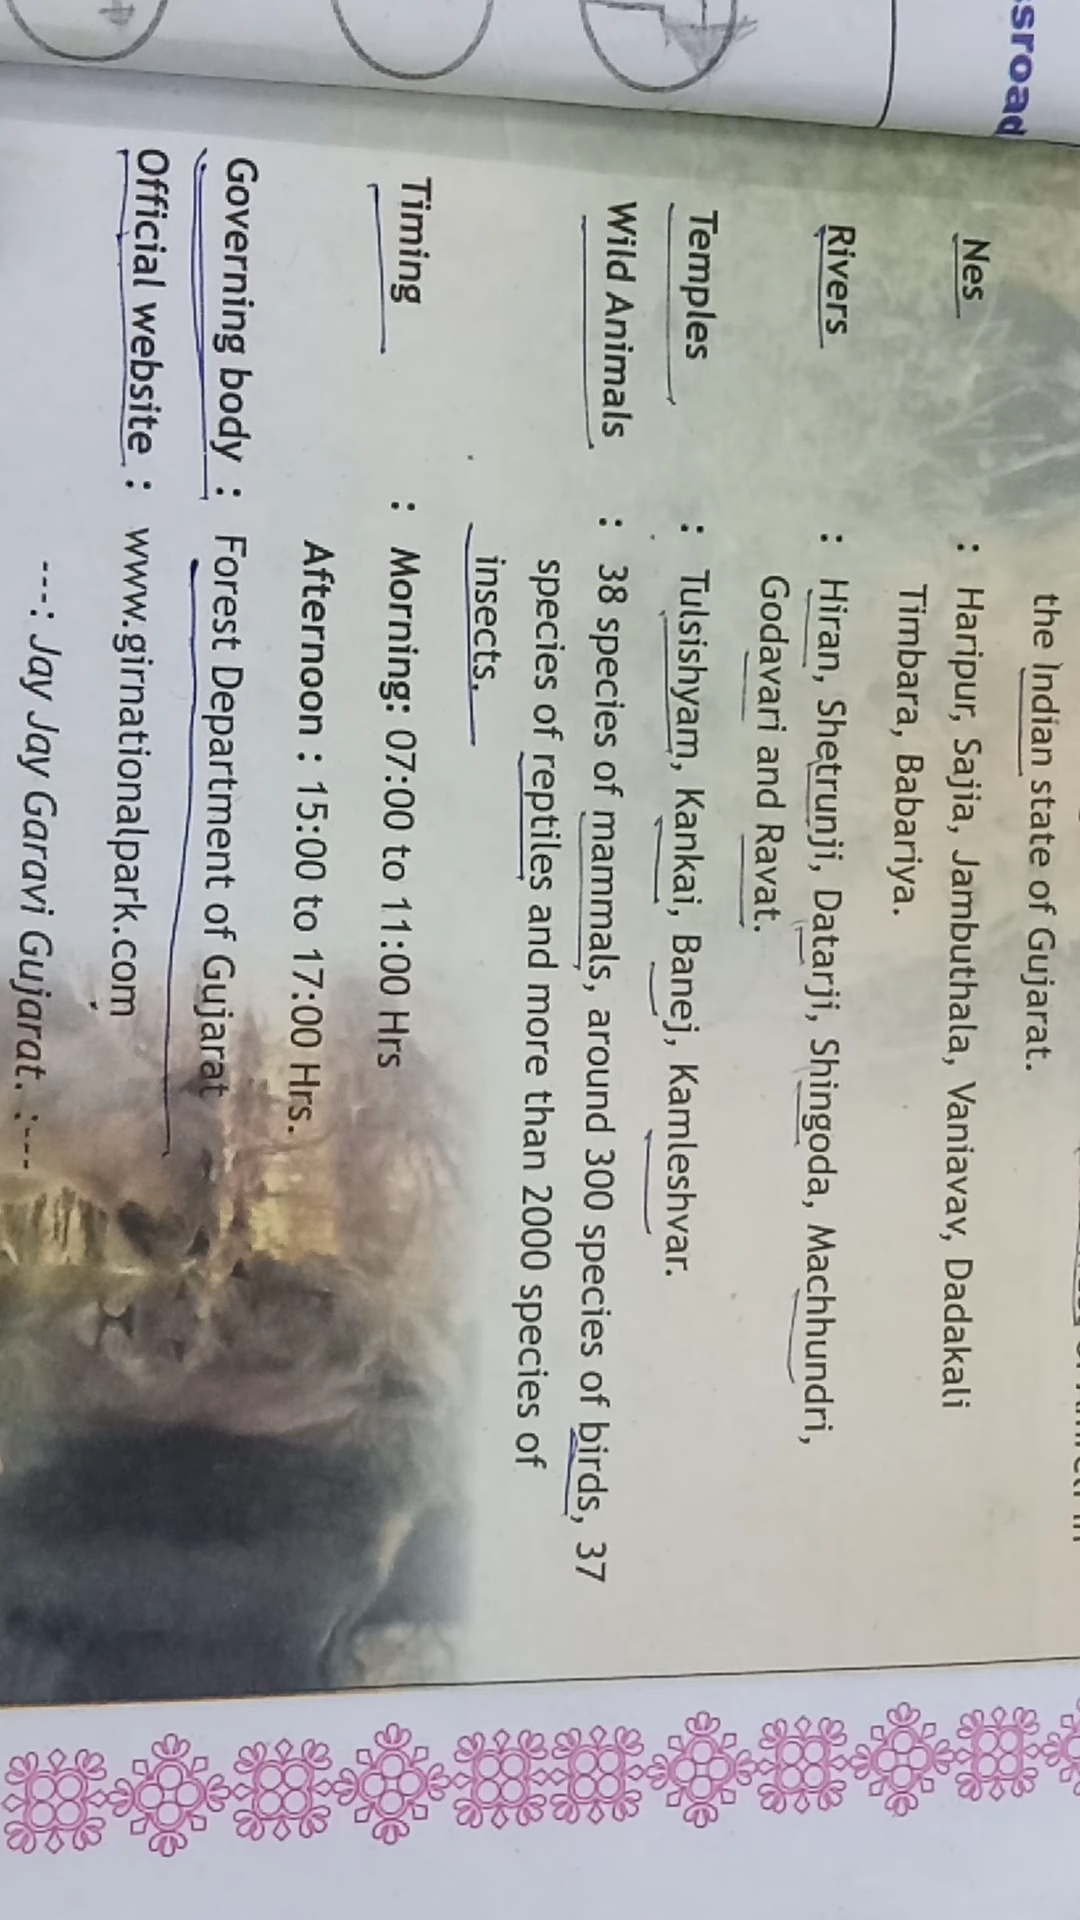 ssroad
the Indian state of Gujarat.
Nes : Haripur, Sajia, Jambuthala, Vaniavav, Dadakali
Timbara, Babariya.
Rivers : Hiran, Shetrunji, Datarji, Shingoda, Machhundri,
Godavari and Ravat.
Temples : Tulsishyam, Kankai, Banej, Kamleshvar.
Wild Animals : 38 species of mammals, around 300 species of birds, 37
species of reptiles and more than 2000 species of
insects.
Timing : Morning: 07:00 to 11:00 Hrs
Afternoon : 15:00 to 17:00 Hrs.
Governing body : Forest Department of Gujarat
Official website : www.girnationalpark.com
---: Jay Jay Garavi Gujarat. :---